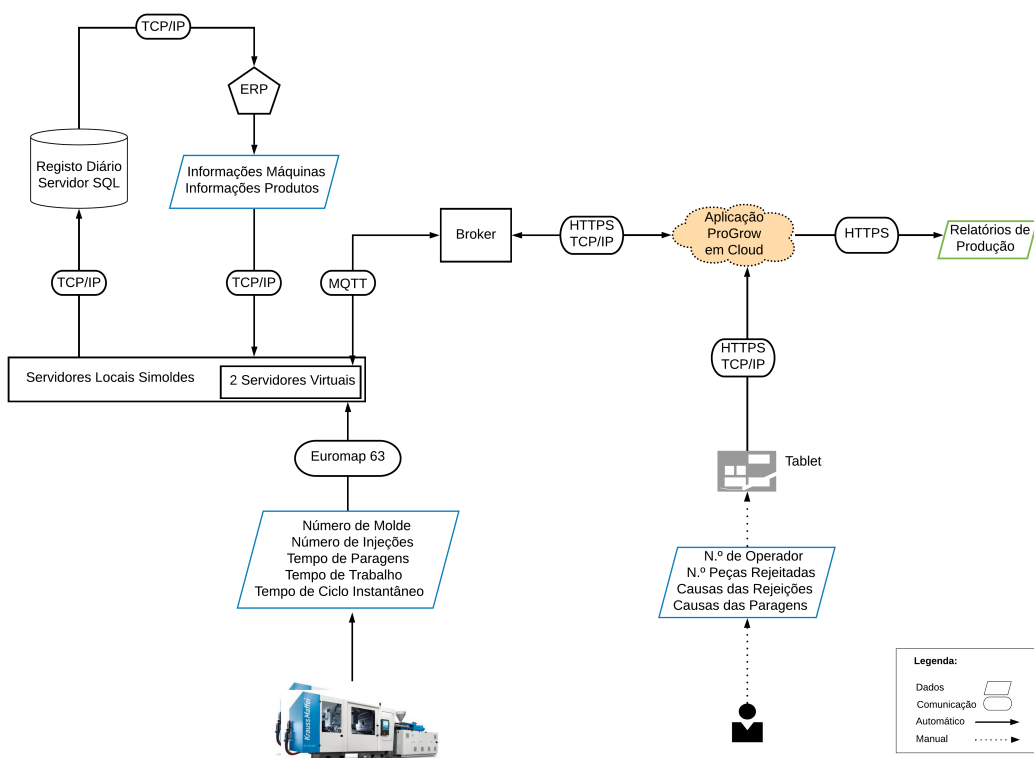 TCP/IP
ERP
Registo Diário
Servidor SQL
Informações Máquinas
Informações Produtos
TCP/IP
TCP/IP
MQTT
Broker
HTTPS
TCP/IP
Aplicação
ProGrow
em Cloud
HTTPS
Relatórios de
Produção
Servidores Locais Simoldes
2 Servidores Virtuais
HTTPS
TCP/IP
Euromap 63
Tablet
Número de Molde
Número de Injeções
Tempo de Paragens
Tempo de Trabalho
Tempo de Ciclo Instantâneo
N.º de Operador
N.º Peças Rejeitadas
Causas das Rejeições
Causas das Paragens
KraussMaffei
Legenda:
Dados
Comunicação
Automático
Manual